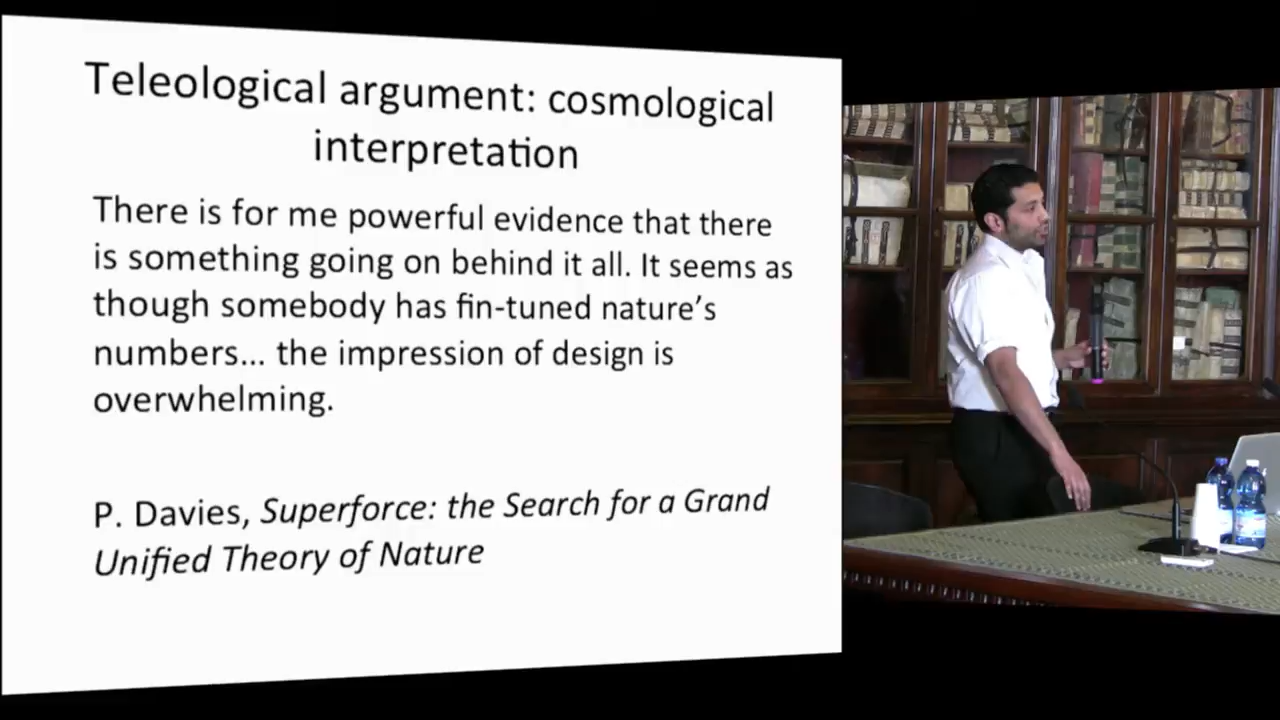 Teleological argument: cosmological
interpretation
There is for me powerful evidence that there
is something going on behind it all. It seems as
though somebody has fin-tuned nature's
numbers... the impression of design is
overwhelming.
P. Davies, Superforce: the Search for a Grand
Unified Theory of Nature